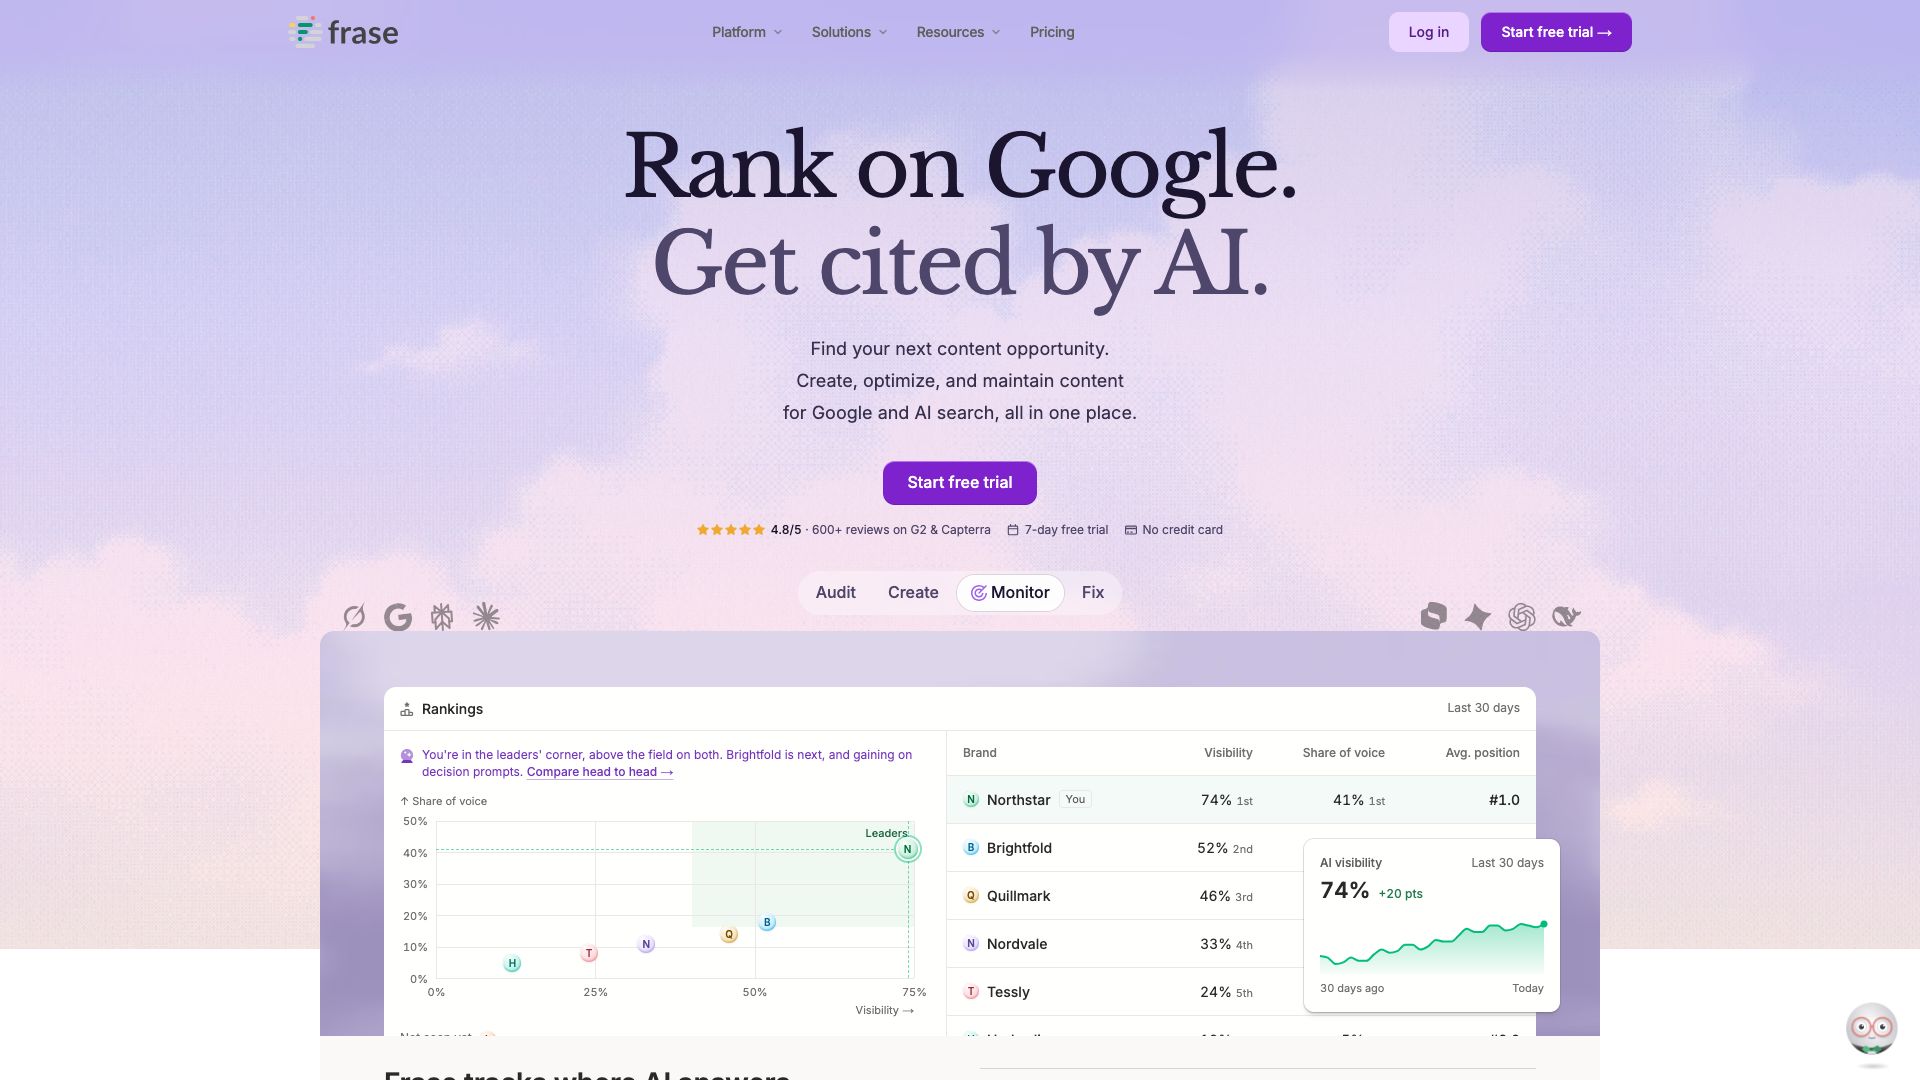 frase
Platform
Solutions
Resources
Pricing
Log in
Start free trial →
Rank on Google.
Get cited by AI.
Find your next content opportunity.
Create, optimize, and maintain content
for Google and AI search, all in one place.
Start free trial
4.8/5 · 600+ reviews on G2 & Capterra
7-day free trial
No credit card
Audit
Create
Monitor
Fix
Rankings
Last 30 days
You're in the leaders' corner, above the field on both. Brightfold is next, and gaining on
decision prompts. Compare head to head →
↑ Share of voice
50%
40%
30%
20%
10%
0%
Leaders
N
B
Q
N
T
H
0%
25%
50%
75%
Visibility →
Brand Visibility Share of voice Avg. position
N Northstar You 74% 1st 41% 1st #1.0
B Brightfold 52% 2nd
Q Quillmark 46% 3rd
N Nordvale 33% 4th
T Tessly 24% 5th
AI visibility
Last 30 days
74% +20 pts
30 days ago
Today
Frase tracks where AI answers